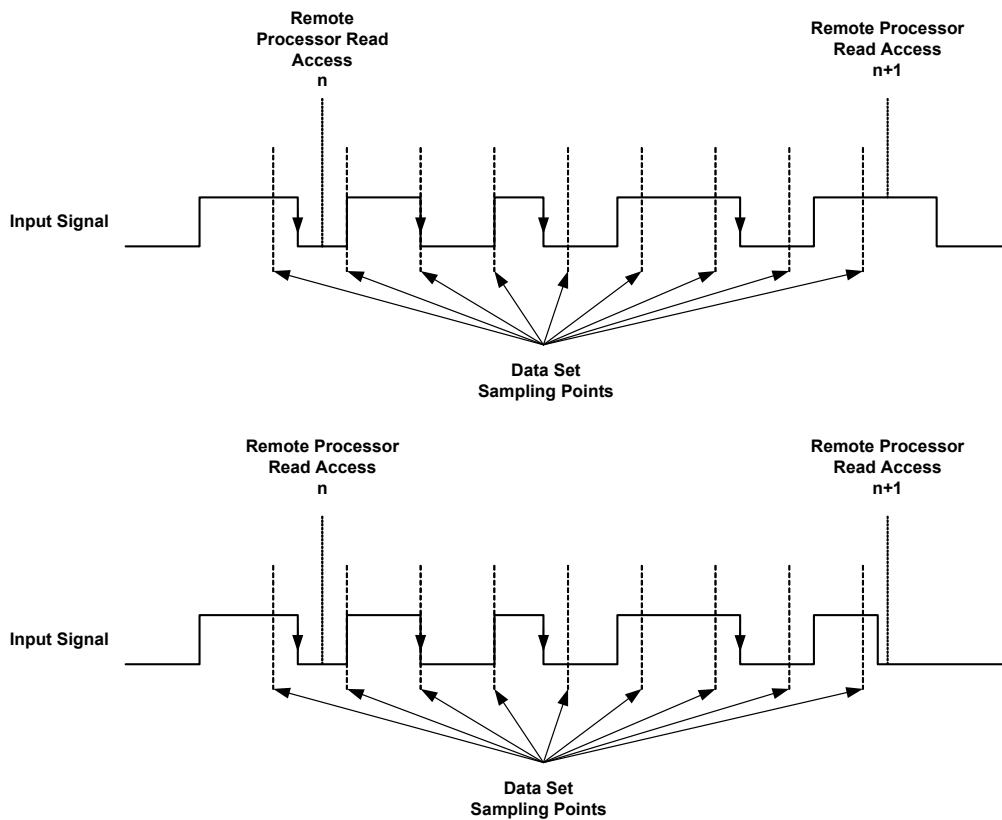 Remote
Processor Read
Access
n
Remote Processor
Read Access
n+1
Input Signal
Data Set
Sampling Points
Remote Processor
Read Access
n
Remote Processor
Read Access
n+1
Input Signal
Data Set
Sampling Points